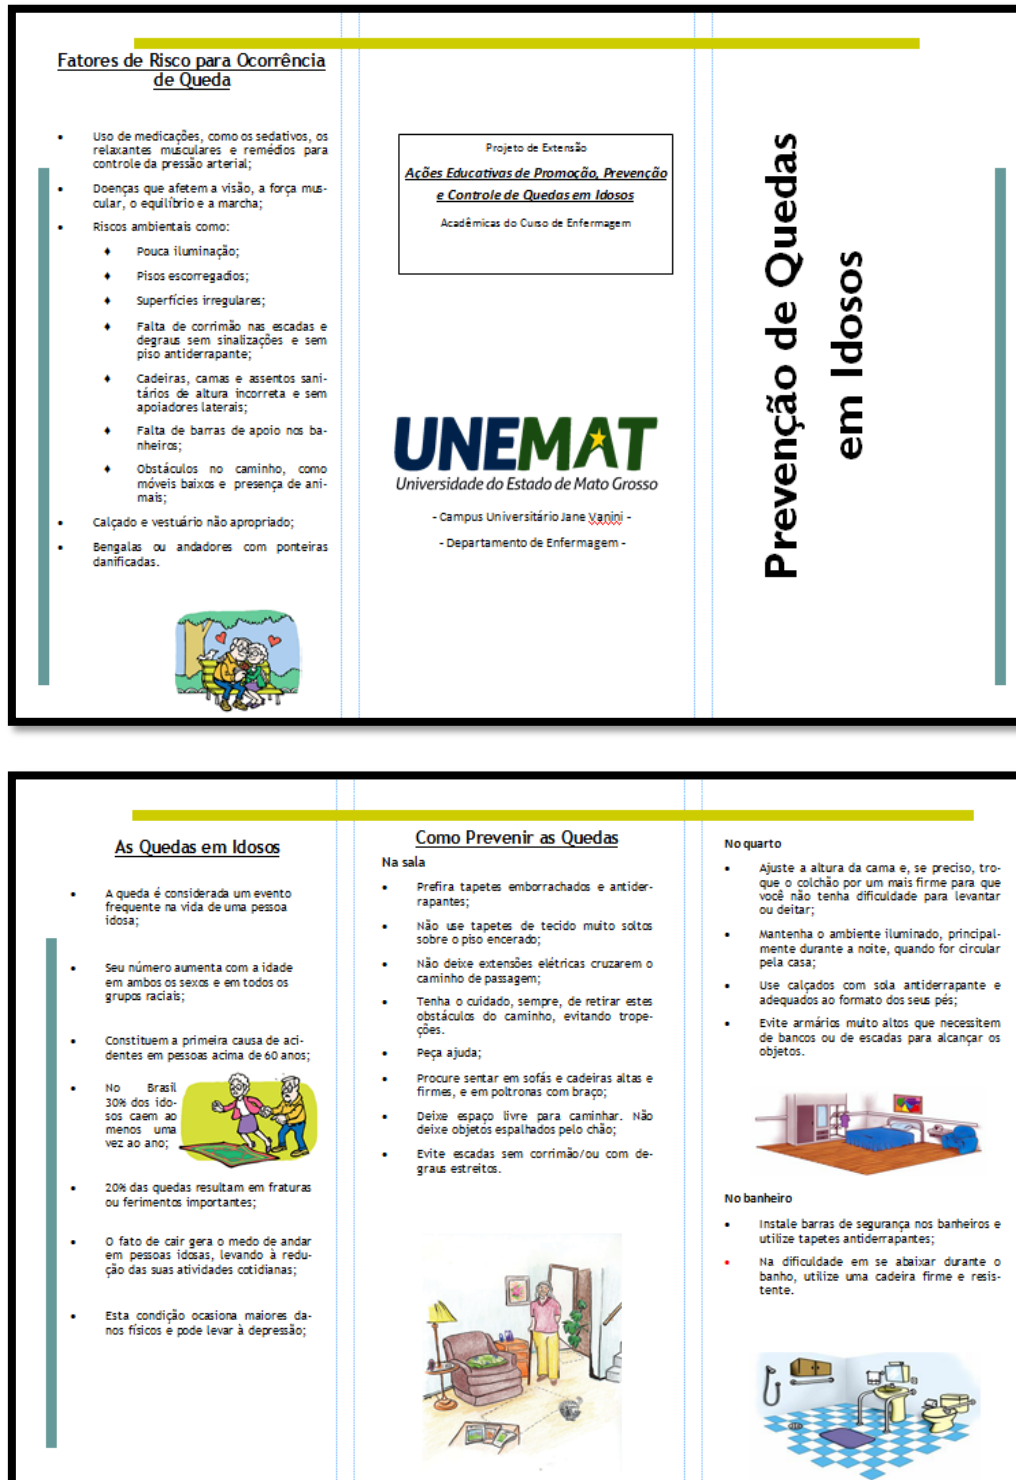 Fatores de Risco para Ocorrência
de Queda
• Uso de medicações, como os sedativos, os
relaxantes musculares e remédios para
controle da pressão arterial;
• Doenças que afetem a visão, a força mus-
cular, o equilíbrio e a marcha;
• Riscos ambientais como:
♦ Pouca iluminação;
♦ Pisos escorregadios;
♦ Superfícies irregulares;
♦ Falta de corrimão nas escadas e
degraus sem sinalizações e sem
piso antiderrapante;
♦ Cadeiras, camas e assentos sani-
tários de altura incorreta e sem
apoiadores laterais;
♦ Falta de barras de apoio nos ba-
nheiros;
♦ Obstáculos no caminho, como
móveis baixos e presença de ani-
mais;
• Calçado e vestuário não apropriado;
• Bengalas ou andadores com ponteiras
danificadas.
Projeto de Extensão
Ações Educativas de Promoção, Prevenção
e Controle de Quedas em Idosos
Acadêmicas do Curso de Enfermagem
UNEMAT
Universidade do Estado de Mato Grosso
- Campus Universitário Jane Vanini -
- Departamento de Enfermagem -
Prevenção de Quedas
em Idosos
As Quedas em Idosos
• A queda é considerada um evento
frequente na vida de uma pessoa
idosa;
• Seu número aumenta com a idade
em ambos os sexos e em todos os
grupos raciais;
• Constituem a primeira causa de aci-
dentes em pessoas acima de 60 anos;
• No Brasil
30% dos ido-
sos caem ao
menos uma
vez ao ano;
• 20% das quedas resultam em fraturas
ou ferimentos importantes;
• O fato de cair gera o medo de andar
em pessoas idosas, levando à redu-
ção das suas atividades cotidianas;
• Esta condição ocasiona maiores da-
nos físicos e pode levar à depressão;
Como Prevenir as Quedas
Na sala
• Prefira tapetes emborrachados e antider-
rapantes;
• Não use tapetes de tecido muito soltos
sobre o piso encerado;
• Não deixe extensões elétricas cruzarem o
caminho de passagem;
• Tenha o cuidado, sempre, de retirar estes
obstáculos do caminho, evitando trope-
ções.
• Peça ajuda;
• Procure sentar em sofás e cadeiras altas e
firmes, e em poltronas com braço;
• Deixe espaço livre para caminhar. Não
deixe objetos espalhados pelo chão;
• Evite escadas sem corrimão/ou com de-
graus estreitos.
No quarto
• Ajuste a altura da cama e, se preciso, tro-
que o colchão por um mais firme para que
você não tenha dificuldade para levantar
ou deitar;
• Mantenha o ambiente iluminado, principal-
mente durante a noite, quando for circular
pela casa;
• Use calçados com sola antiderrapante e
adequados ao formato dos seus pés;
• Evite armários muito altos que necessitem
de bancos ou de escadas para alcançar os
objetos.
No banheiro
• Instale barras de segurança nos banheiros e
utilize tapetes antiderrapantes;
• Na dificuldade em se abaixar durante o
banho, utilize uma cadeira firme e resis-
tente.